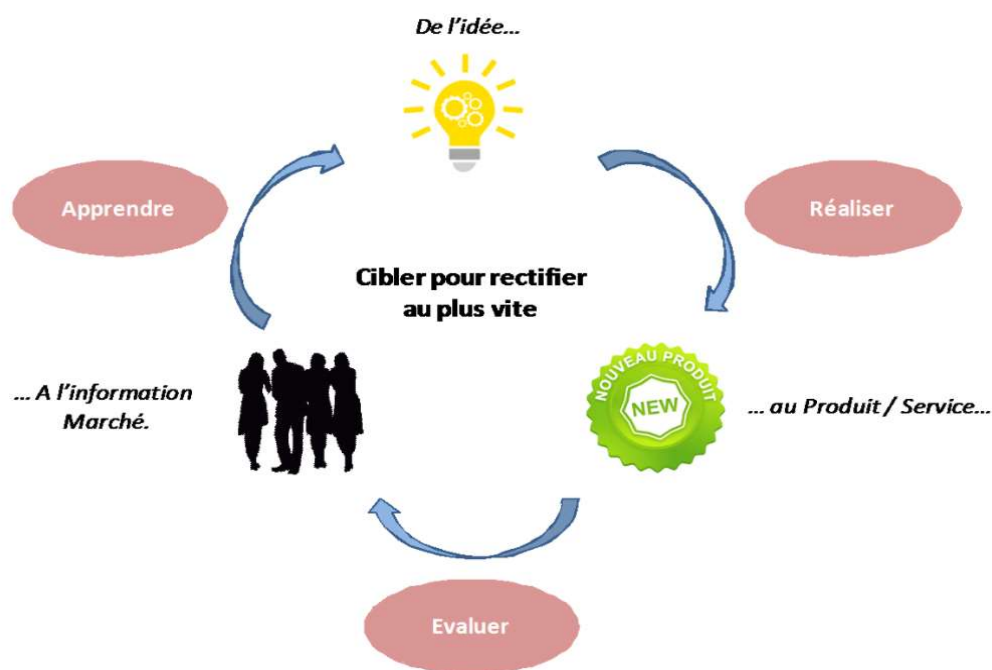 De l'idée...
Apprendre
Réaliser
Cibler pour rectifier
au plus vite
... A l'information
Marché.
NOUVEAU PRODUIT
NEW
... au Produit / Service...
Evaluer